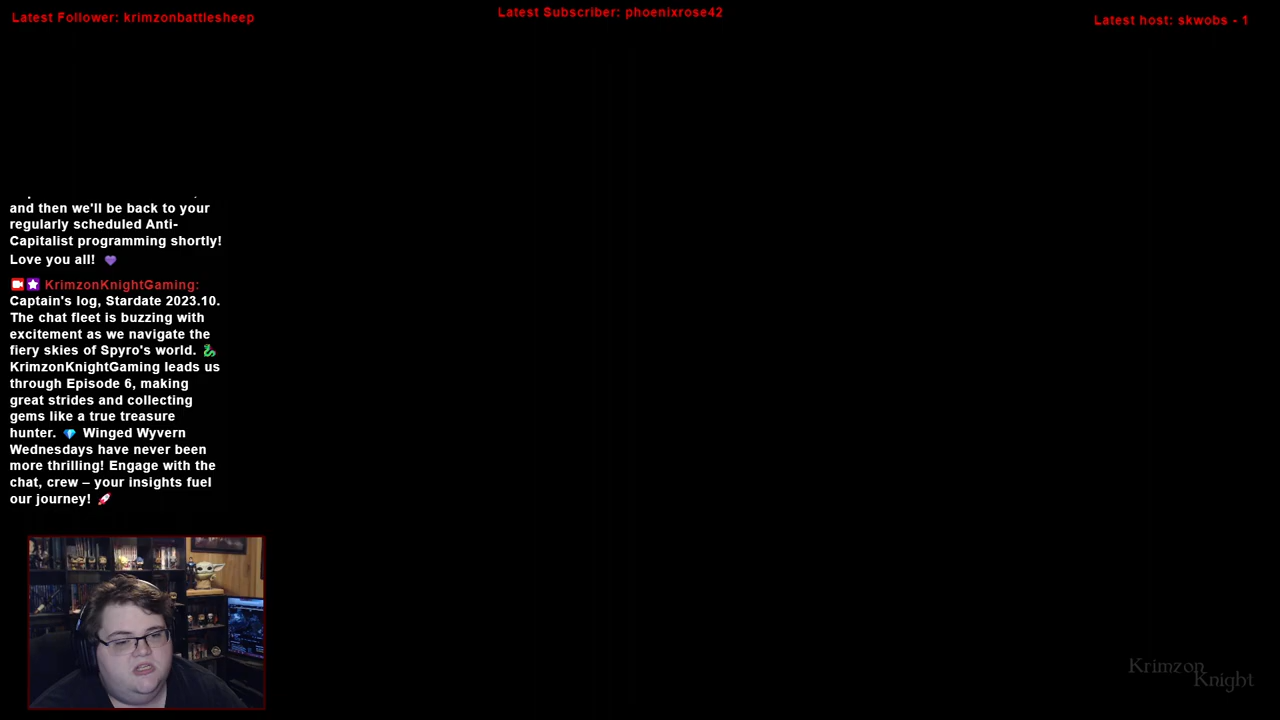 Latest Follower: krimzonbattlesheep
Latest Subscriber: phoenixrose42
Latest host: skwobs - 1
and then we'll be back to your
regularly scheduled Anti-
Capitalist programming shortly!
Love you all! 💜
KrimzonKnightGaming:
Captain's log, Stardate 2023.10.
The chat fleet is buzzing with
excitement as we navigate the
fiery skies of Spyro's world. 🐉
KrimzonKnightGaming leads us
through Episode 6, making
great strides and collecting
gems like a true treasure
hunter. 💎 Winged Wyvern
Wednesdays have never been
more thrilling! Engage with the
chat, crew – your insights fuel
our journey! 🚀
Krimzon
Knight